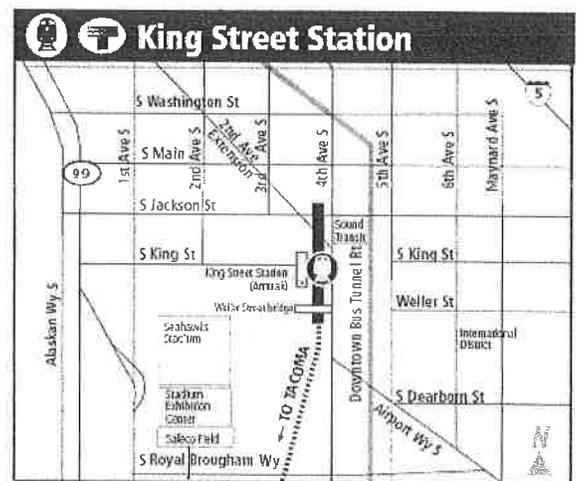 King Street Station
5
S Washington St
99
1st Ave S
2nd Ave S
2nd Ave
Extension
3rd Ave S
4th Ave S
5th Ave S
6th Ave S
Maynard Ave S
S Main
S Jackson St
Sound
Transit
S King St
S King St
King Street Station
(Amtrak)
Weller Street bridge
Weller St
Alaskan Wy S
Downtown Bus Tunnel Rt
Seahawks
Stadium
International
District
Stadium
Exhibition
Center
← TO TACOMA
S Dearborn St
Airport Wy S
Safeco Field
S Royal Brougham Wy
N